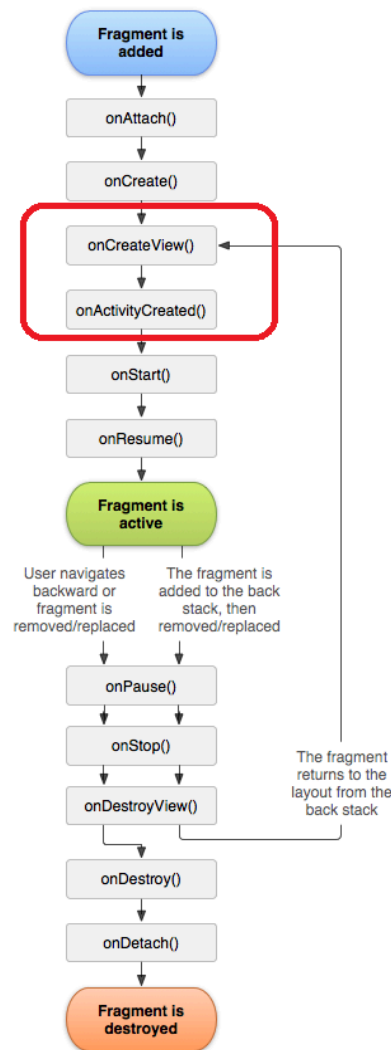 Fragment is
added
onAttach()
onCreate()
onCreateView()
onActivityCreated()
onStart()
onResume()
Fragment is
active
User navigates
backward or
fragment is
removed/replaced
The fragment is
added to the back
stack, then
removed/replaced
onPause()
onStop()
onDestroyView()
The fragment
returns to the
layout from the
back stack
onDestroy()
onDetach()
Fragment is
destroyed